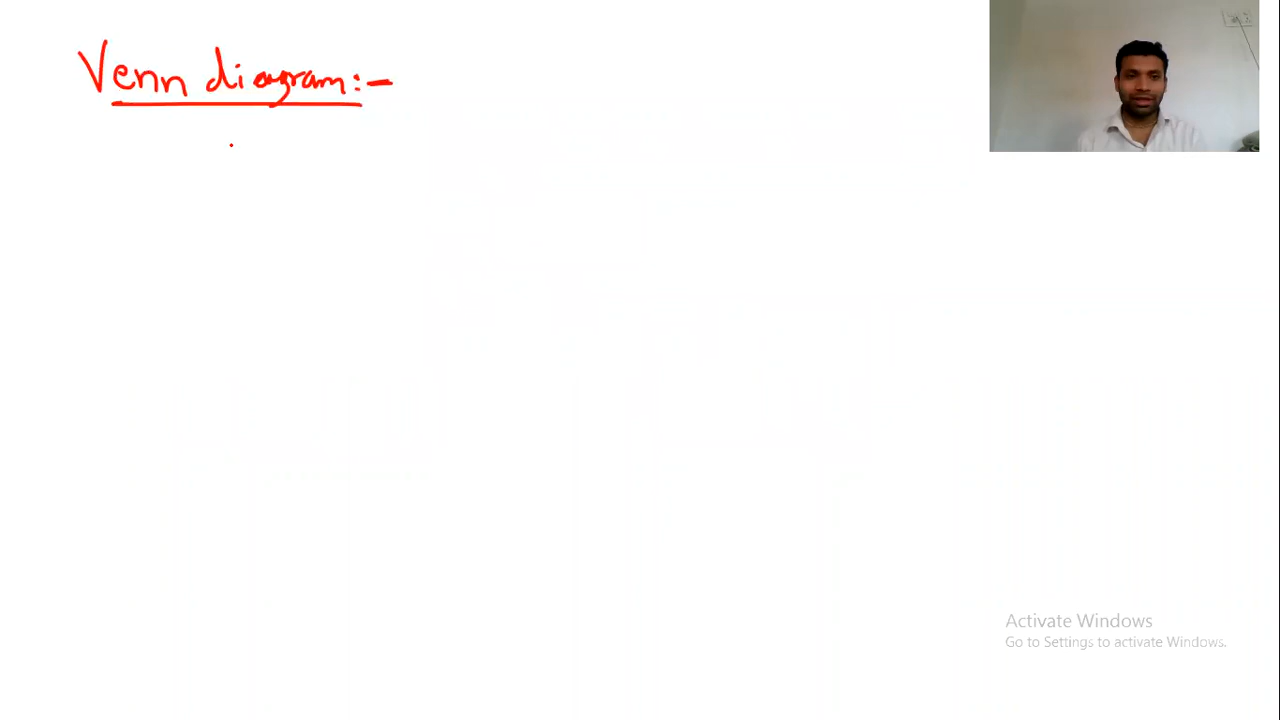 Venn diagram:-
Activate Windows
Go to Settings to activate Windows.